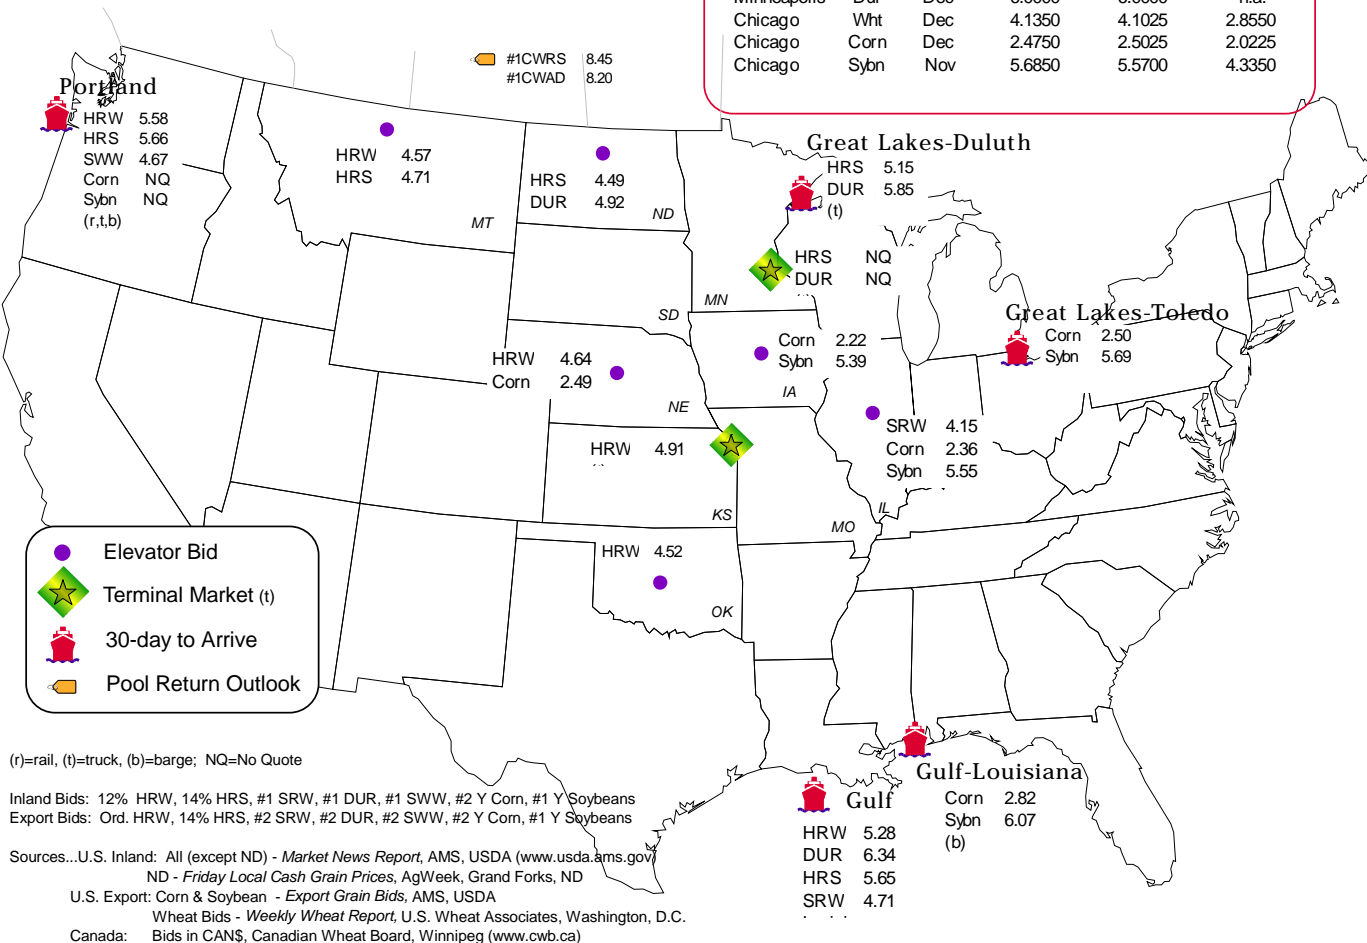 Chicago Wht Dec 4.1350 4.1025 2.8550
Chicago Corn Dec 2.4750 2.5025 2.0225
Chicago Sybn Nov 5.6850 5.5700 4.3350
#1CWRS 8.45
#1CWAD 8.20
Portland
HRW 5.58
HRS 5.66
SWW 4.67
Corn NQ
Sybn NQ
(r,t,b)
HRW 4.57
HRS 4.71
MT
HRS 4.49
DUR 4.92
ND
Great Lakes-Duluth
HRS 5.15
DUR 5.85
(t)
HRS NQ
DUR NQ
MN
SD
Great Lakes-Toledo
Corn 2.50
Sybn 5.69
Corn 2.22
Sybn 5.39
IA
HRW 4.64
Corn 2.49
NE
SRW 4.15
Corn 2.36
Sybn 5.55
IL
HRW 4.91
KS
MO
HRW 4.52
OK
Elevator Bid
Terminal Market (t)
30-day to Arrive
Pool Return Outlook
Gulf-Louisiana
Corn 2.82
Sybn 6.07
(b)
Gulf
HRW 5.28
DUR 6.34
HRS 5.65
SRW 4.71
(r)=rail, (t)=truck, (b)=barge; NQ=No Quote
Inland Bids: 12% HRW, 14% HRS, #1 SRW, #1 DUR, #1 SWW, #2 Y Corn, #1 Y Soybeans
Export Bids: Ord. HRW, 14% HRS, #2 SRW, #2 DUR, #2 SWW, #2 Y Corn, #1 Y Soybeans
Sources...U.S. Inland: All (except ND) - Market News Report, AMS, USDA (www.usda.ams.gov)
ND - Friday Local Cash Grain Prices, AgWeek, Grand Forks, ND
U.S. Export: Corn & Soybean - Export Grain Bids, AMS, USDA
Wheat Bids - Weekly Wheat Report, U.S. Wheat Associates, Washington, D.C.
Canada: Bids in CAN$, Canadian Wheat Board, Winnipeg (www.cwb.ca)